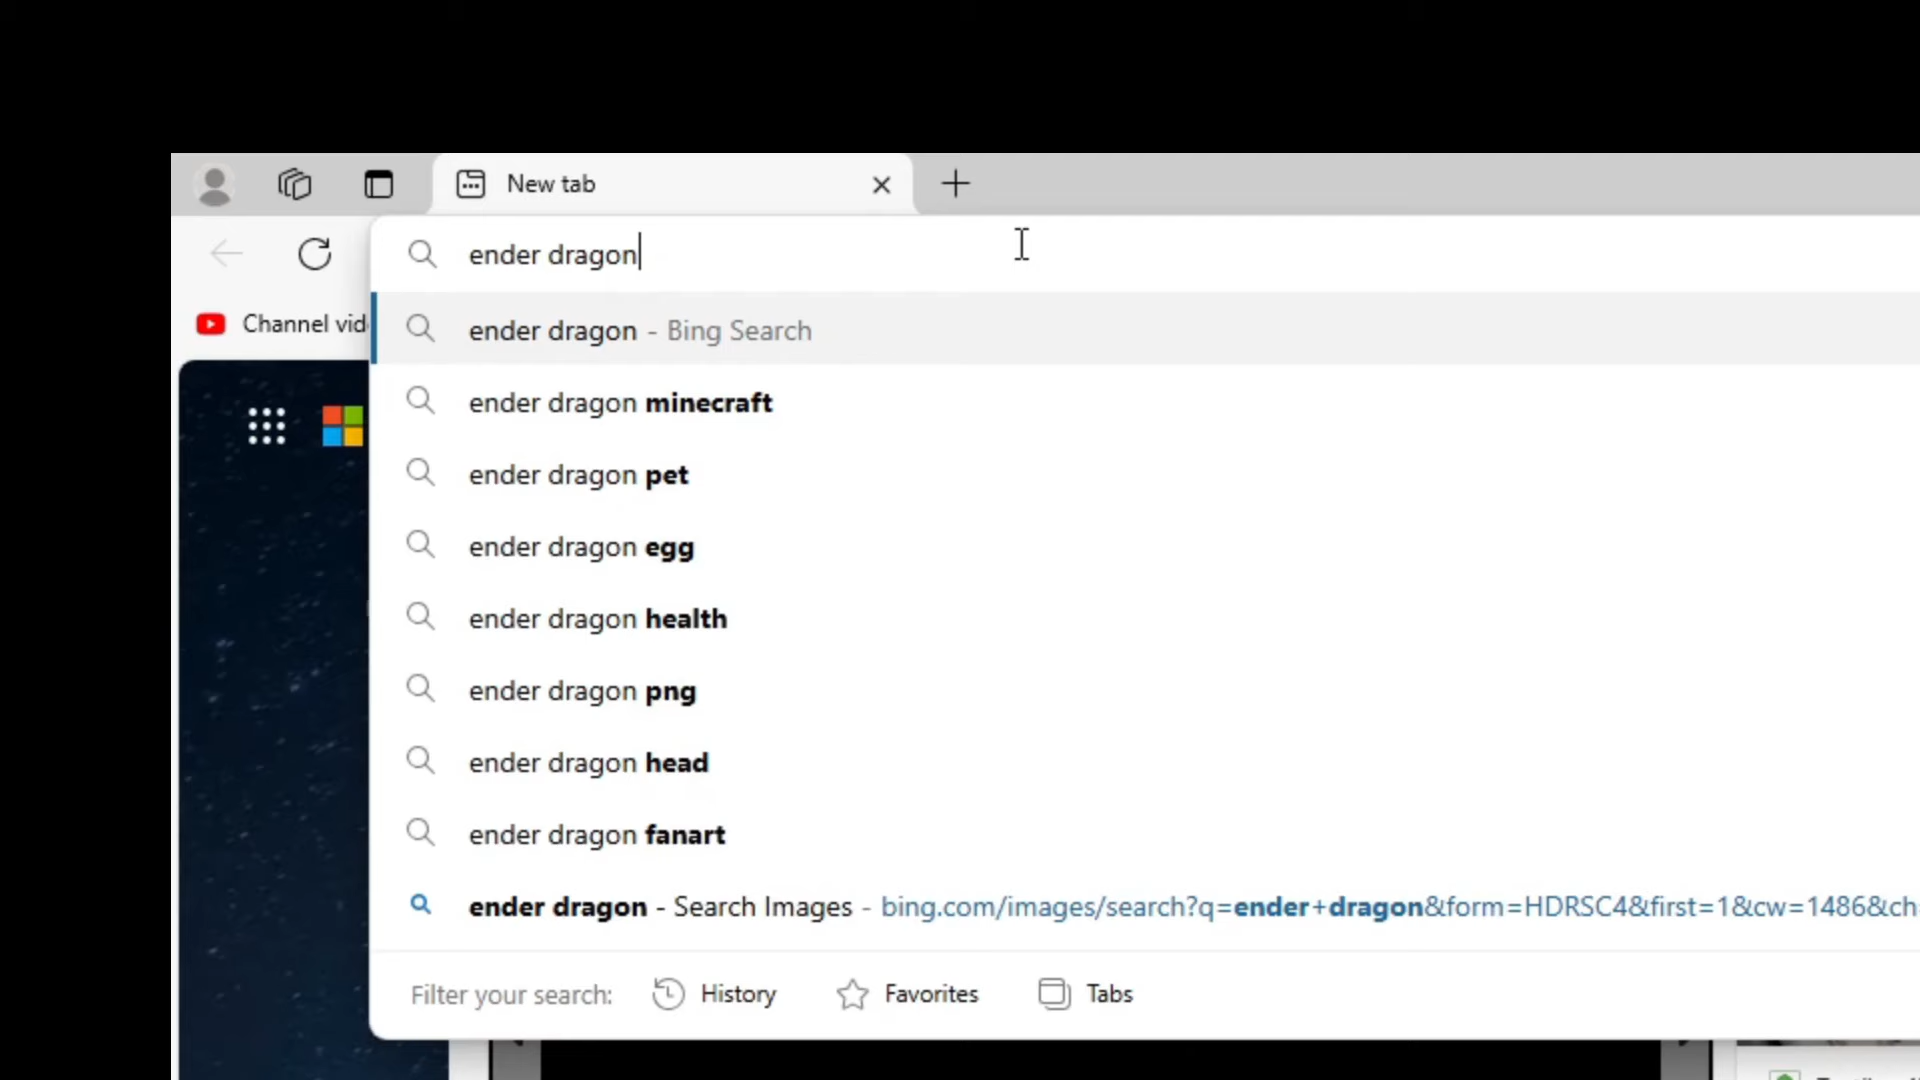 New tab
ender dragon
Channel vid
ender dragon - Bing Search
ender dragon minecraft
ender dragon pet
ender dragon egg
ender dragon health
ender dragon png
ender dragon head
ender dragon fanart
ender dragon - Search Images - bing.com/images/search?q=ender+dragon&form=HDRSC4&first=1&cw=1486&ch
Filter your search: History Favorites Tabs